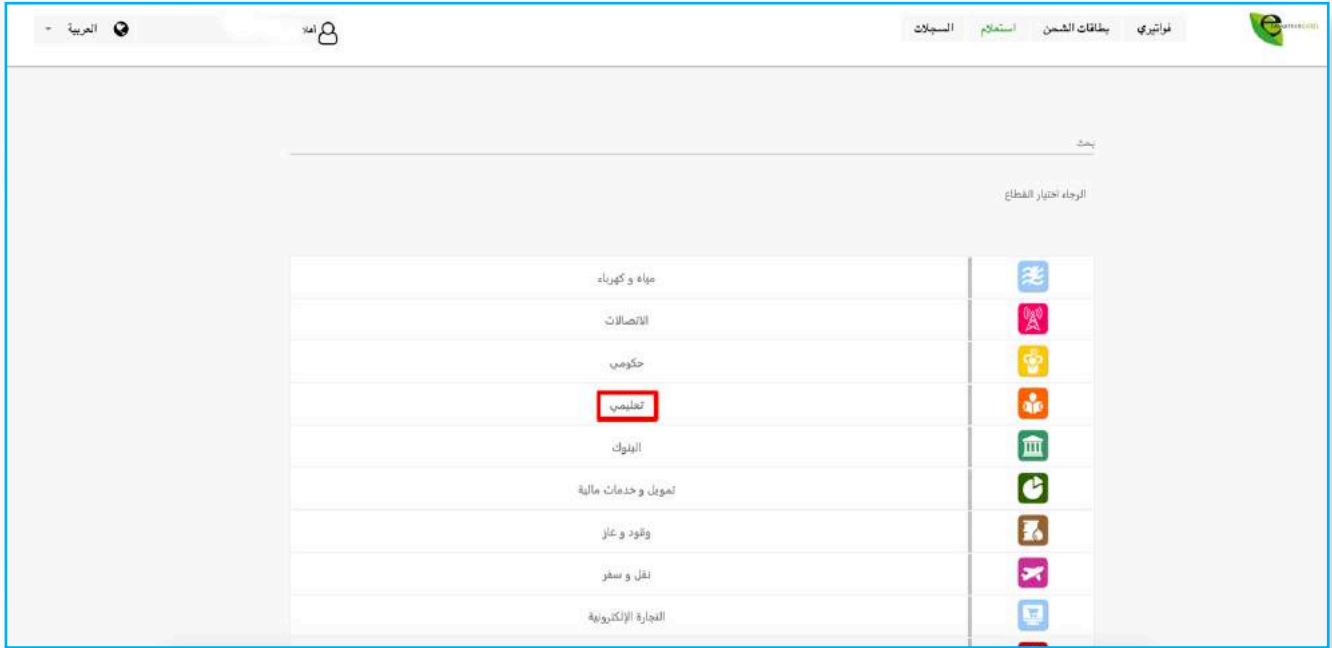 فواتيري بطاقات الشحن استعلام السجلات أهلا العربية
بحث
الرجاء اختيار القطاع
مياه و كهرباء
الاتصالات
حكومي
تعليمي
البنوك
تمويل و خدمات مالية
وقود و غاز
نقل و سفر
التجارة الإلكترونية